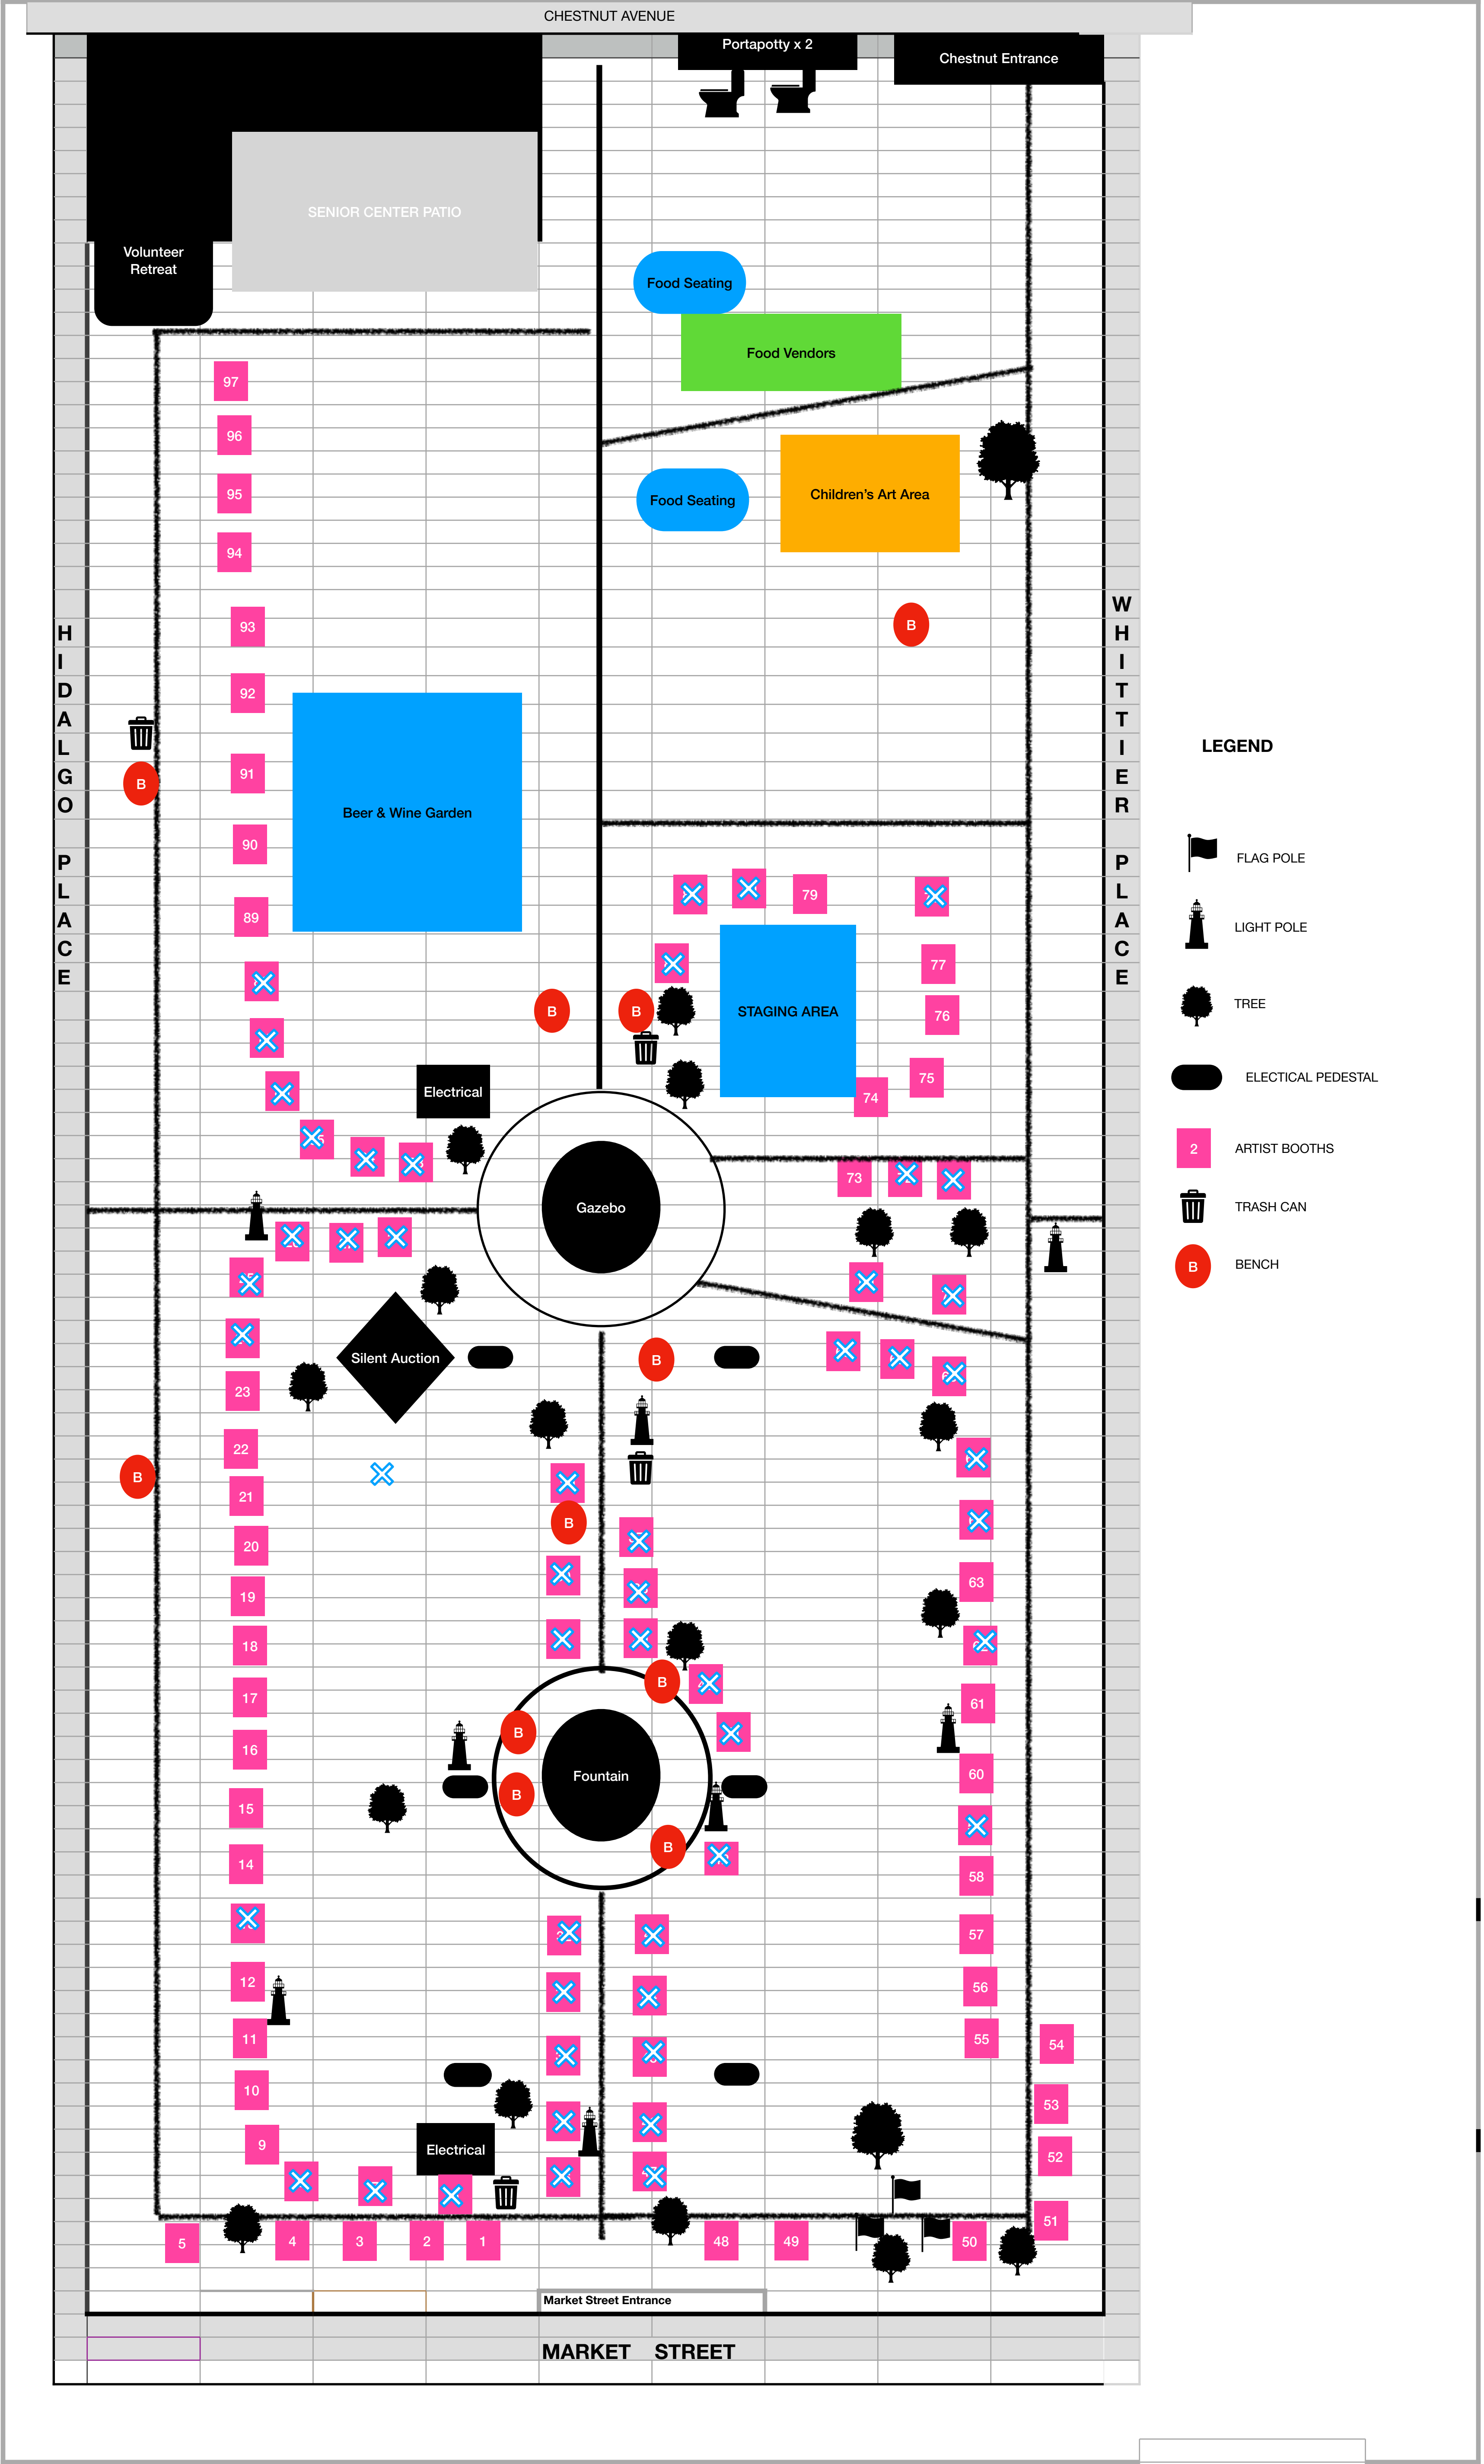 CHESTNUT AVENUE
Portapotty x 2
Chestnut Entrance
SENIOR CENTER PATIO
Volunteer
Retreat
Food Seating
Food Vendors
97
96
95
94
Food Seating
Children's Art Area
93
92
91
90
89
B
B
Beer & Wine Garden
HIDALGO PLACE
WHITTIER PLACE
79
77
76
75
74
STAGING AREA
B
B
Electrical
Gazebo
73
Silent Auction
B
23
22
21
20
19
18
17
16
15
14
12
11
10
9
B
B
63
61
60
58
57
56
55
54
53
52
51
B
B
B
B
Fountain
Electrical
5
4
3
2
1
48
49
50
Market Street Entrance
MARKET STREET
LEGEND
FLAG POLE
LIGHT POLE
TREE
ELECTICAL PEDESTAL
2
ARTIST BOOTHS
TRASH CAN
B
BENCH